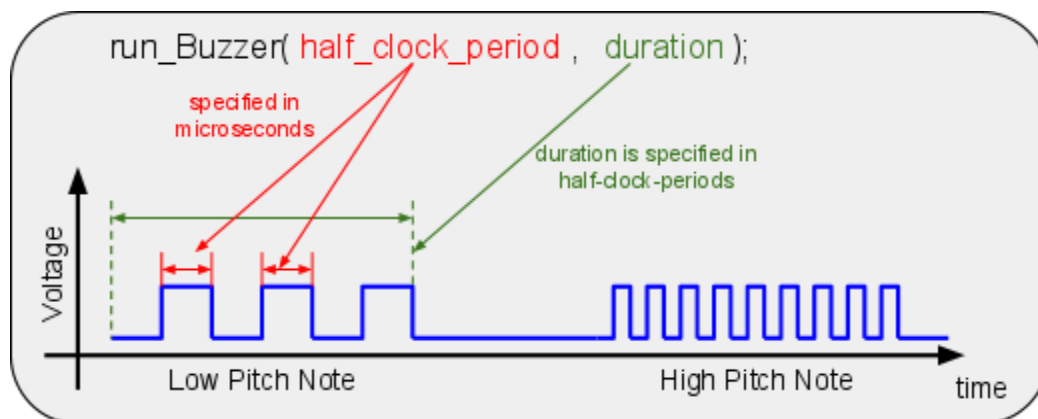 run_Buzzer( half_clock_period , duration );
specified in
microseconds
duration is specified in
half-clock-periods
Voltage
Low Pitch Note
High Pitch Note
time